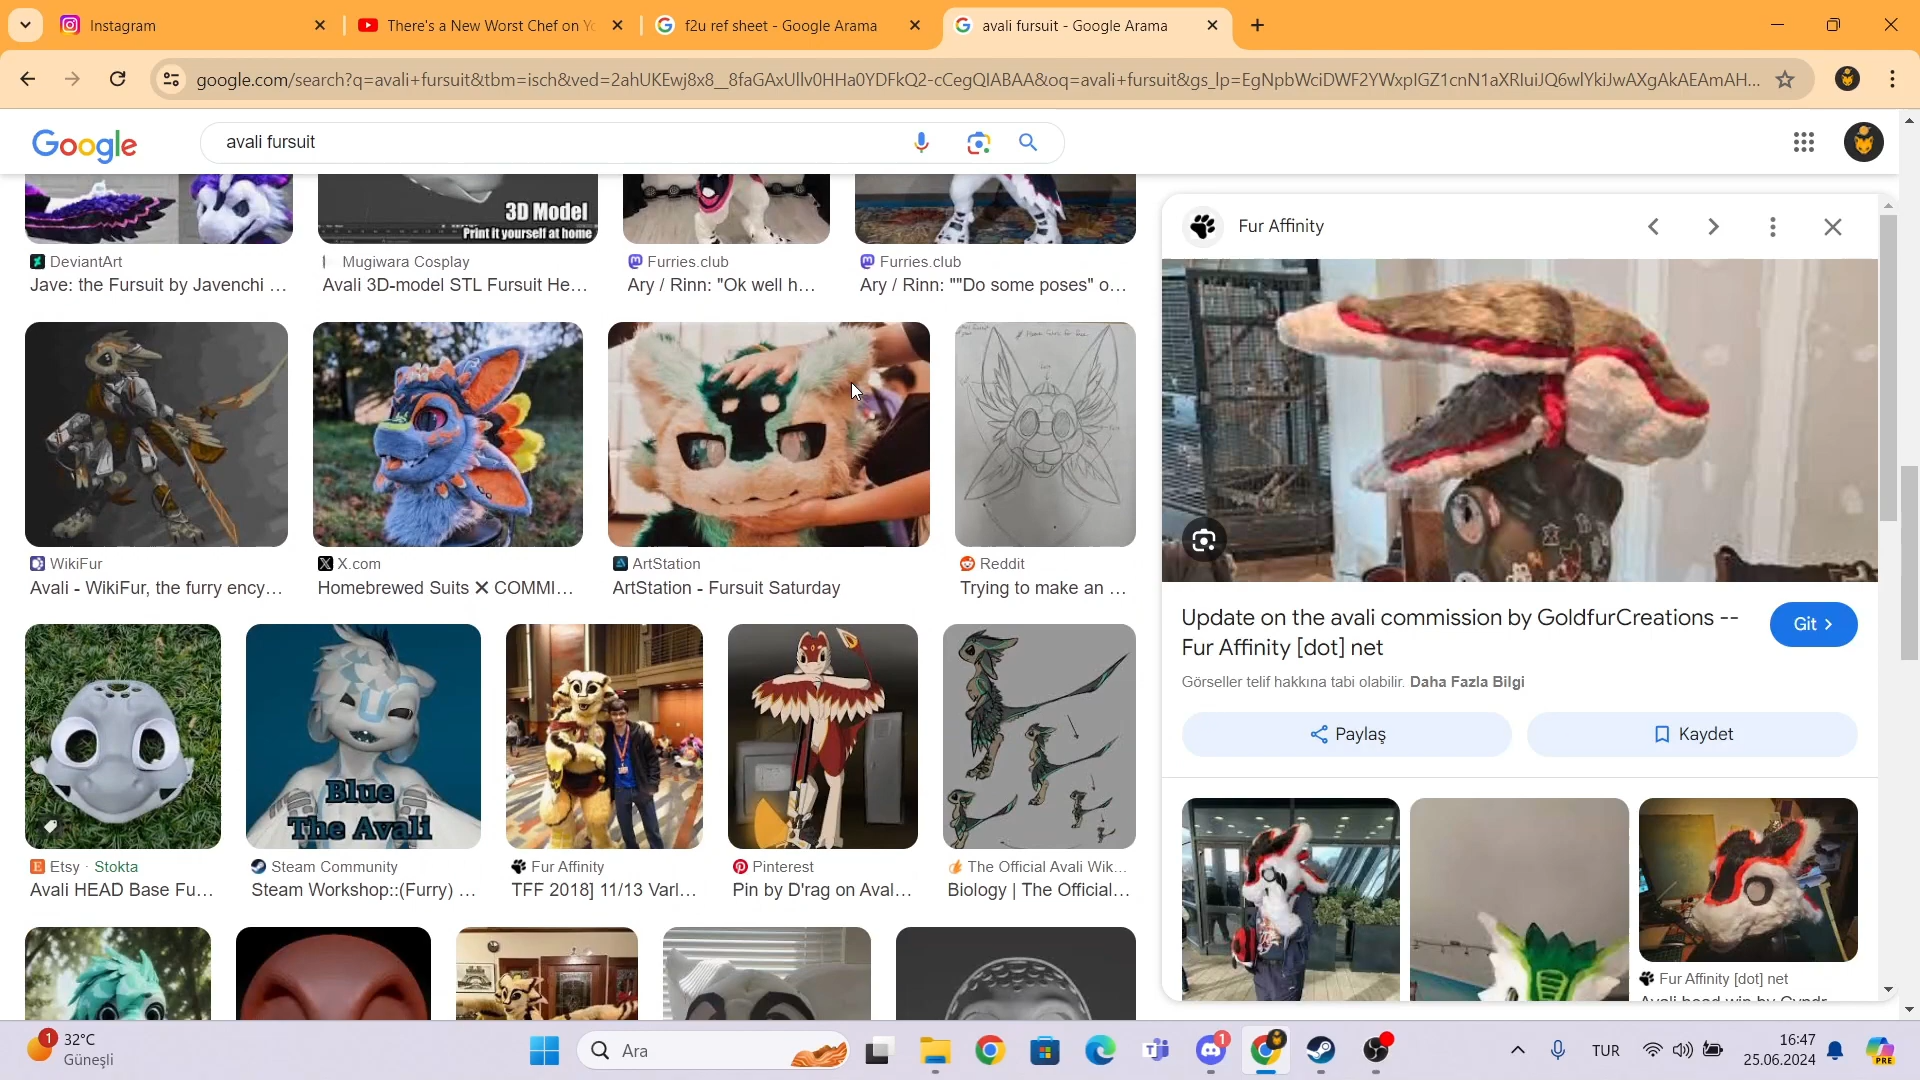 Instagram
There's a New Worst Chef on Yo
f2u ref sheet - Google Arama
avali fursuit - Google Arama
google.com/search?q=avali+fursuit&tbm=isch&ved=2ahUKEwj8x8__8faGAxUllv0HHa0YDFkQ2-cCegQIABAA&oq=avali+fursuit&gs_lp=EgNpbWciDWF2YWxpIGZ1cnN1aXRIuiJQ6wlYkiJwAXgAkAEAmAH...
Google
avali fursuit
3D Model
Print it yourself at home
DeviantArt
Jave: the Fursuit by Javenchi ...
Mugiwara Cosplay
Avali 3D-model STL Fursuit He...
Furries.club
Ary / Rinn: "Ok well h...
Furries.club
Ary / Rinn: ""Do some poses" o...
WikiFur
Avali - WikiFur, the furry ency...
X.com
Homebrewed Suits ✕ COMMI...
ArtStation
ArtStation - Fursuit Saturday
Reddit
Trying to make an ...
Blue
The Avali
Etsy · Stokta
Avali HEAD Base Fu...
Steam Community
Steam Workshop::(Furry) ...
Fur Affinity
TFF 2018] 11/13 Varl...
Pinterest
Pin by D'rag on Aval...
The Official Avali Wik...
Biology | The Official...
Fur Affinity
Update on the avali commission by GoldfurCreations --
Fur Affinity [dot] net
Git
Görseller telif hakkına tabi olabilir. Daha Fazla Bilgi
Paylaş
Kaydet
Fur Affinity [dot] net
1
32°C
Güneşli
Ara
1
TUR
16:47
25.06.2024
PRE